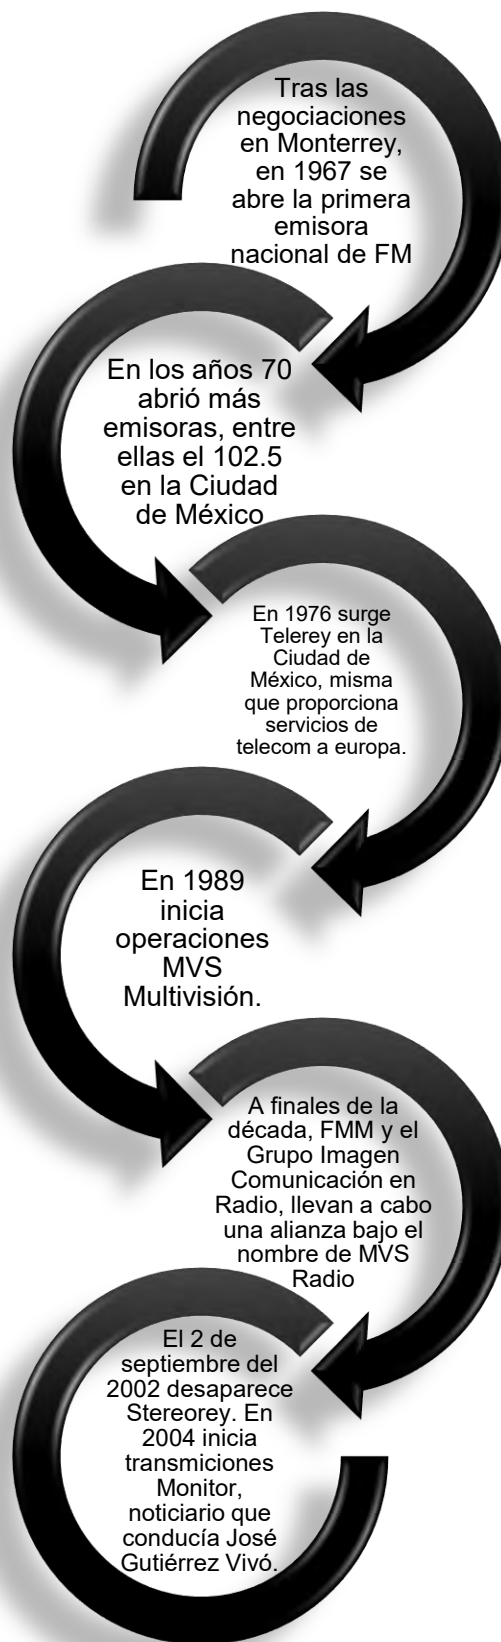 Tras las
negociaciones
en Monterrey,
en 1967 se
abre la primera
emisora
nacional de FM
En los años 70
abrió más
emisoras, entre
ellas el 102.5
en la Ciudad
de México
En 1976 surge
Telerey en la
Ciudad de
México, misma
que proporciona
servicios de
telecom a europa.
En 1989
inicia
operaciones
MVS
Multivisión.
A finales de la
década, FMM y el
Grupo Imagen
Comunicación en
Radio, llevan a cabo
una alianza bajo el
nombre de MVS
Radio
El 2 de
septiembre del
2002 desaparece
Stereorey. En
2004 inicia
transmiciones
Monitor,
noticiario que
conducía José
Gutiérrez Vivó.